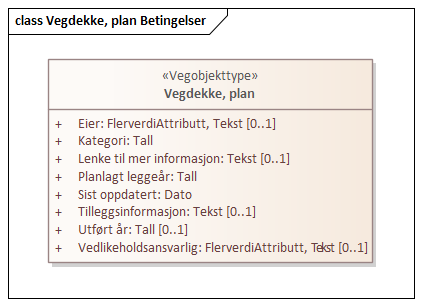 class Vegdekke, plan Betingelser
«Vegobjekttype»
Vegdekke, plan
+ Eier: FlerverdiAttributt, Tekst [0..1]
+ Kategori: Tall
+ Lenke til mer informasjon: Tekst [0..1]
+ Planlagt leggeår: Tall
+ Sist oppdatert: Dato
+ Tilleggsinformasjon: Tekst [0..1]
+ Utført år: Tall [0..1]
+ Vedlikeholdsansvarlig: FlerverdiAttributt, Tekst [0..1]